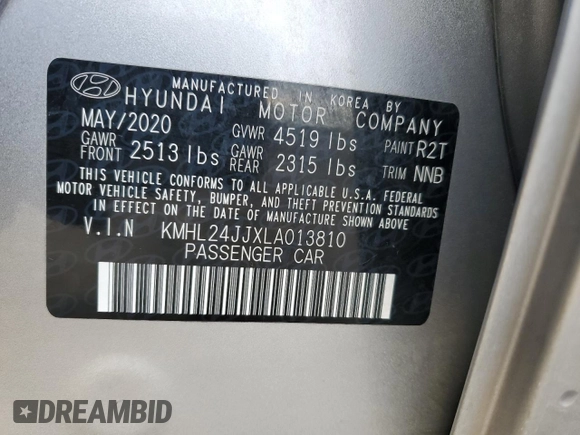 MANUFACTURED IN KOREA BY
HYUNDAI MOTOR COMPANY
MAY/2020 GVWR 4519 lbs PAINT R2T
GAWR FRONT 2513 lbs GAWR REAR 2315 lbs TRIM NNB
THIS VEHICLE CONFORMS TO ALL APPLICABLE U.S.A. FEDERAL
MOTOR VEHICLE SAFETY, BUMPER, AND THEFT PREVENTION STANDARDS
IN EFFECT ON THE DATE OF MANUFACTURE SHOWN ABOVE.
V.I.N KMHL24JJXLA013810
PASSENGER CAR
DREAMBID